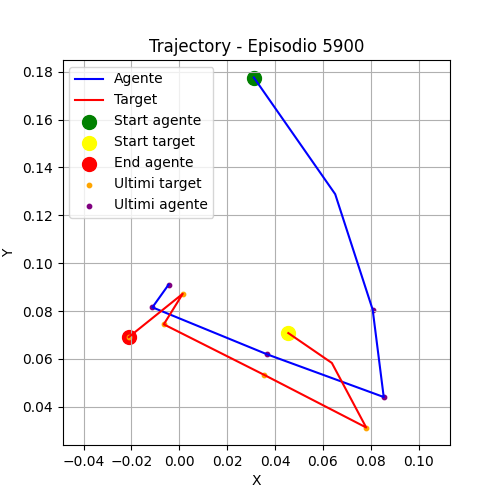 Trajectory - Episodio 5900
Agente
Target
Start agente
Start target
End agente
Ultimi target
Ultimi agente
0.18
0.16
0.14
0.12
0.10
0.08
0.06
0.04
Y
−0.04
−0.02
0.00
0.02
0.04
0.06
0.08
0.10
X